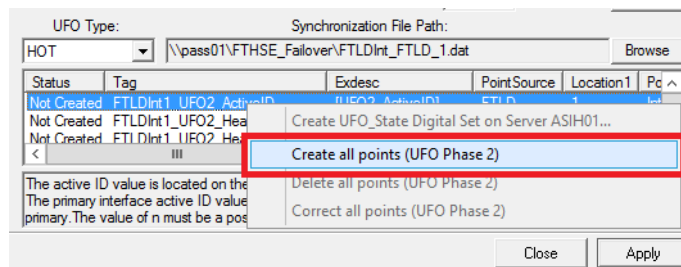 UFO Type:
Synchronization File Path:
HOT
\\pass01\FTHSE_Failover\FTLDInt_FTLD_1.dat
Browse
Status Tag Exdesc PointSource Location1
Not Created FTLDInt1_UFO2_ActiveID [UFO2_ActiveID] FTLD 1
Not Created FTLDInt1_UFO2_Hea
Not Created FTLDInt1_UFO2_Hea
Create UFO_State Digital Set on Server ASIH01...
Create all points (UFO Phase 2)
Delete all points (UFO Phase 2)
Correct all points (UFO Phase 2)
The active ID value is located on the
The primary interface active ID value
primary.The value of n must be a pos
Close
Apply